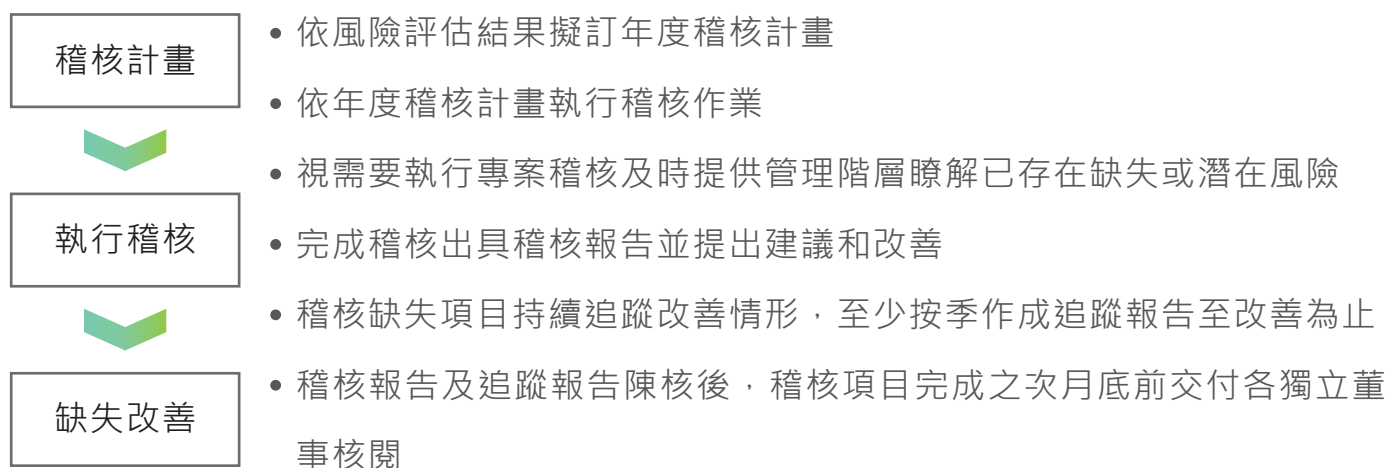 稽核計畫
執行稽核
缺失改善
• 依風險評估結果擬訂年度稽核計畫
• 依年度稽核計畫執行稽核作業
• 視需要執行專案稽核及時提供管理階層瞭解已存在缺失或潛在風險
• 完成稽核出具稽核報告並提出建議和改善
• 稽核缺失項目持續追蹤改善情形，至少按季作成追蹤報告至改善為止
• 稽核報告及追蹤報告陳核後，稽核項目完成之次月底前交付各獨立董
事核閱